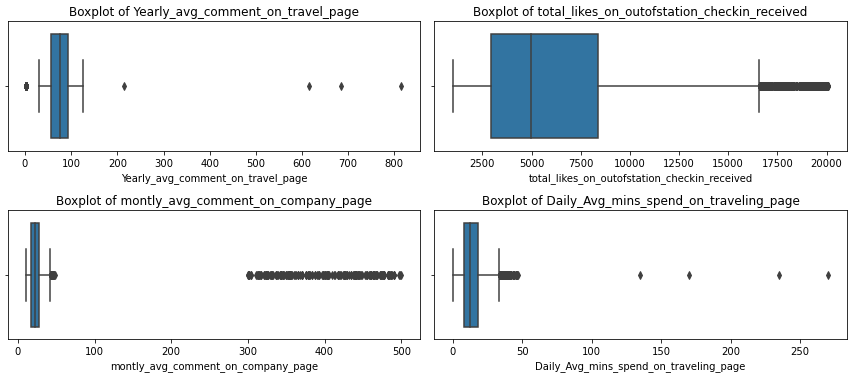 Boxplot of Yearly_avg_comment_on_travel_page
0 100 200 300 400 500 600 700 800
Yearly_avg_comment_on_travel_page
Boxplot of total_likes_on_outofstation_checkin_received
2500 5000 7500 10000 12500 15000 17500 20000
total_likes_on_outofstation_checkin_received
Boxplot of montly_avg_comment_on_company_page
0 100 200 300 400 500
montly_avg_comment_on_company_page
Boxplot of Daily_Avg_mins_spend_on_traveling_page
0 50 100 150 200 250
Daily_Avg_mins_spend_on_traveling_page